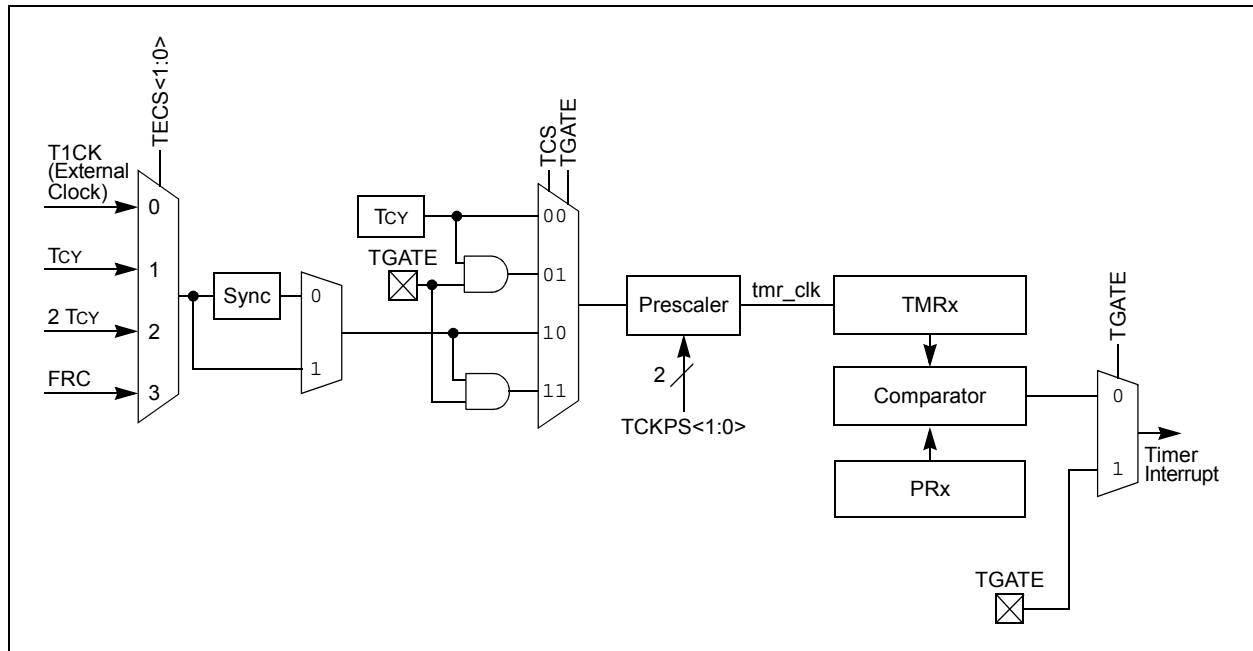 TECS<1:0>
T1CK
(External
Clock)
0
TCY
1
2 TCY
2
FRC
3
Sync
0
1
TCS
TGATE
TCY
TGATE
00
01
10
11
Prescaler
2
TCKPS<1:0>
tmr_clk
TMRx
Comparator
PRx
TGATE
0
1
Timer
Interrupt
TGATE